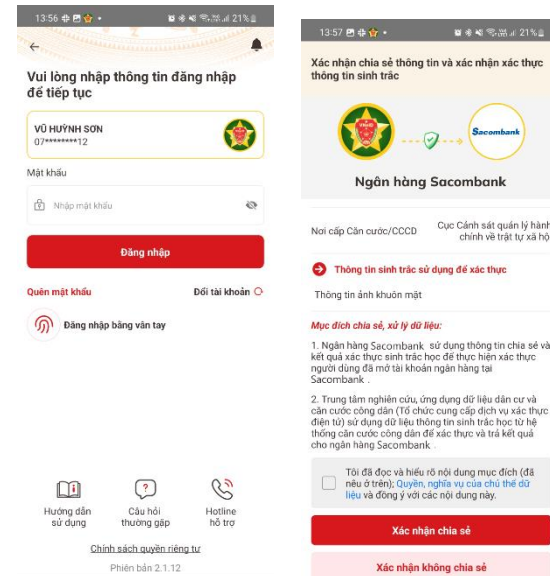 13:56
21%
Vui lòng nhập thông tin đăng nhập
để tiếp tục
VŨ HUỲNH SƠN
07********12
Mật khẩu
Nhập mật khẩu
Đăng nhập
Quên mật khẩu
Đổi tài khoản
Đăng nhập bằng vân tay
Hướng dẫn
sử dụng
Câu hỏi
thường gặp
Hotline
hỗ trợ
Chính sách quyền riêng tư
Phiên bản 2.1.12
13:57
21%
Xác nhận chia sẻ thông tin và xác nhận xác thực
thông tin sinh trắc
Sacombank
Ngân hàng Sacombank
Nơi cấp Căn cước/CCCD
Cục Cảnh sát quản lý hành
chính về trật tự xã hộ
Thông tin sinh trắc sử dụng để xác thực
Thông tin ảnh khuôn mặt
Mục đích chia sẻ, xử lý dữ liệu:
1. Ngân hàng Sacombank sử dụng thông tin chia sẻ và
kết quả xác thực sinh trắc học để thực hiện xác thực
người dùng đã mở tài khoản ngân hàng tại
Sacombank .
2. Trung tâm nghiên cứu, ứng dụng dữ liệu dân cư và
căn cước công dân (Tổ chức cung cấp dịch vụ xác thực
điện tử) sử dụng dữ liệu thông tin sinh trắc học từ hệ
thống căn cước công dân để xác thực và trả kết quả
cho ngân hàng Sacombank .
Tôi đã đọc và hiểu rõ nội dung mục đích (đã
nêu ở trên); Quyền, nghĩa vụ của chủ thể dữ
liệu và đồng ý với các nội dung này.
Xác nhận chia sẻ
Xác nhận không chia sẻ